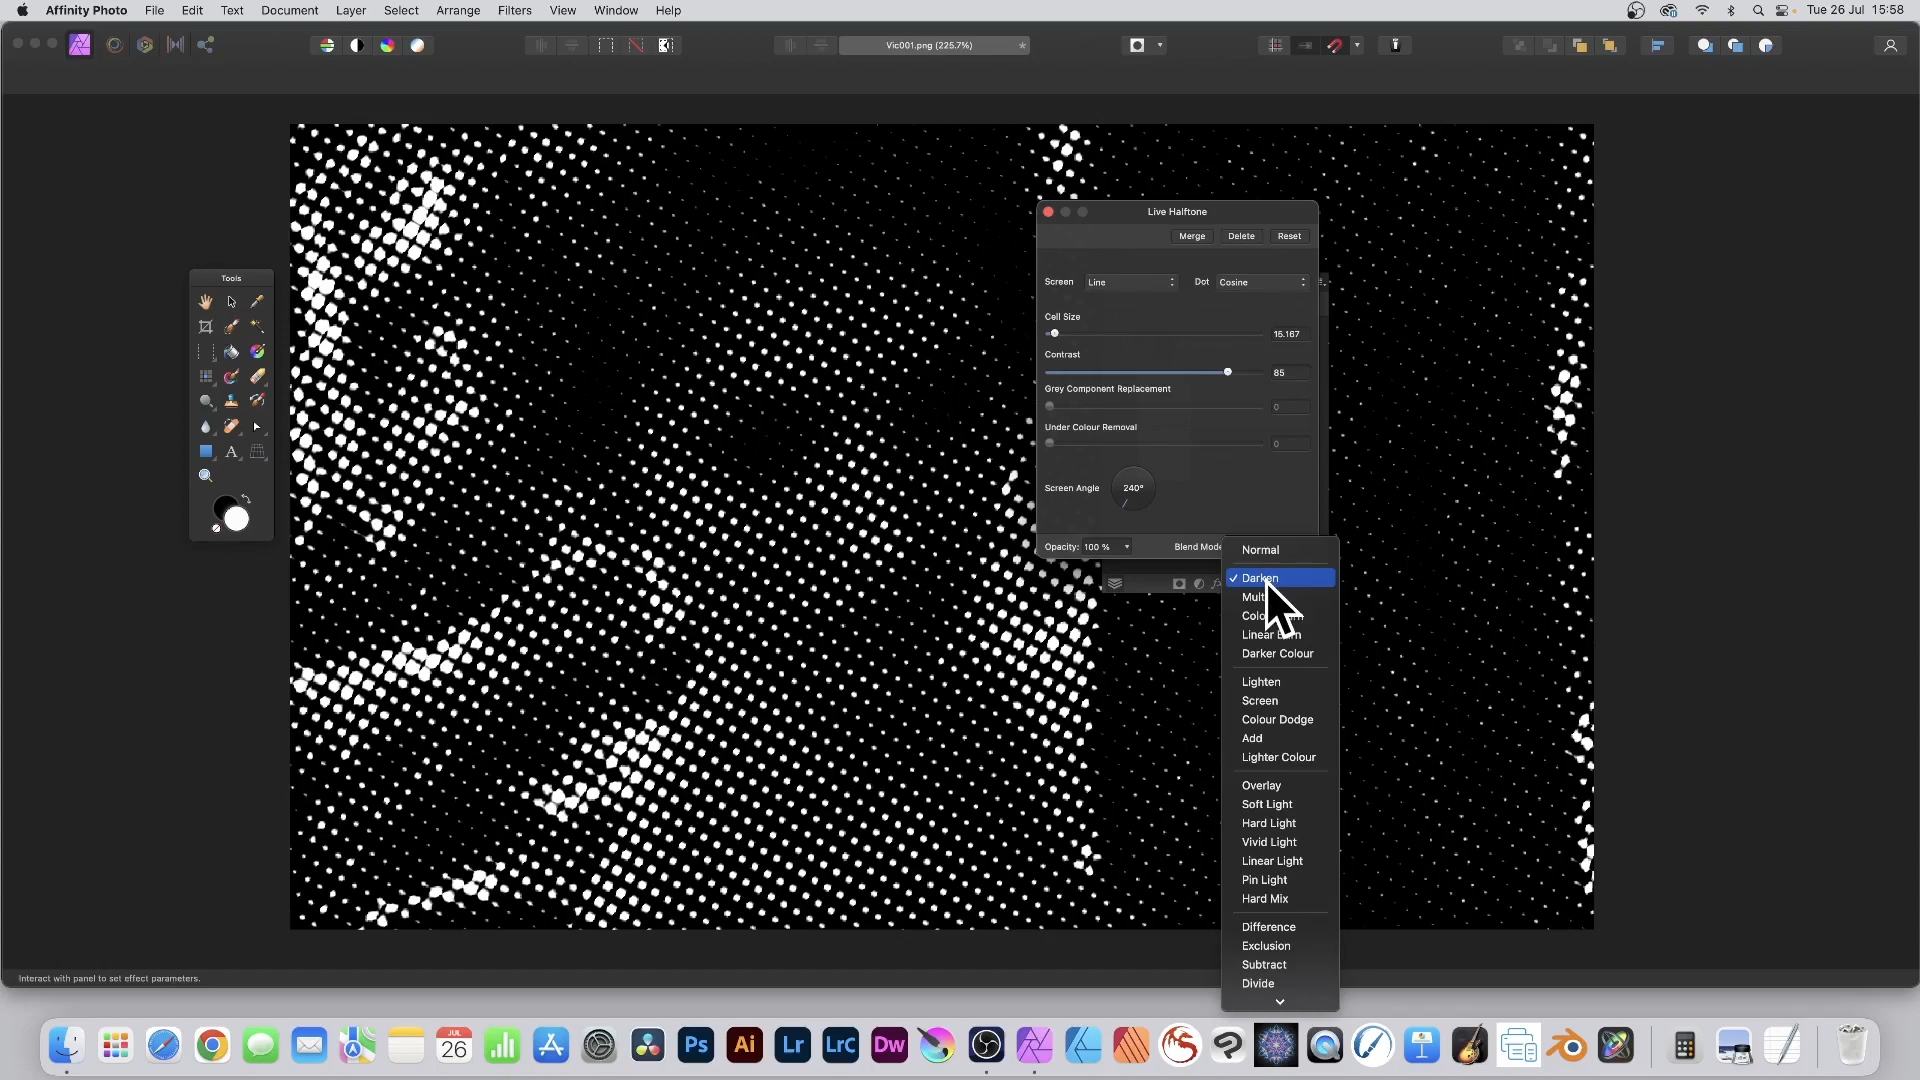 Affinity Photo File Edit Text Document Layer Select Arrange Filters View Window Help Tue 26 Jul 15:58
Vic001.png (225.7%)
Live Halftone
Merge Delete Reset
Tools
Screen Line Dot Cosine
Cell Size
15.167
Contrast
85
Grey Component Replacement
0
Under Colour Removal
0
Screen Angle 240°
Opacity: 100 % Blend Mode
Normal
Darken
Linear
Darker Colour
Lighten
Screen
Colour Dodge
Add
Lighter Colour
Overlay
Soft Light
Hard Light
Vivid Light
Linear Light
Pin Light
Hard Mix
Difference
Exclusion
Subtract
Divide
Interact with panel to set effect parameters.
JUL
26
Ps Ai Lr LrC Dw